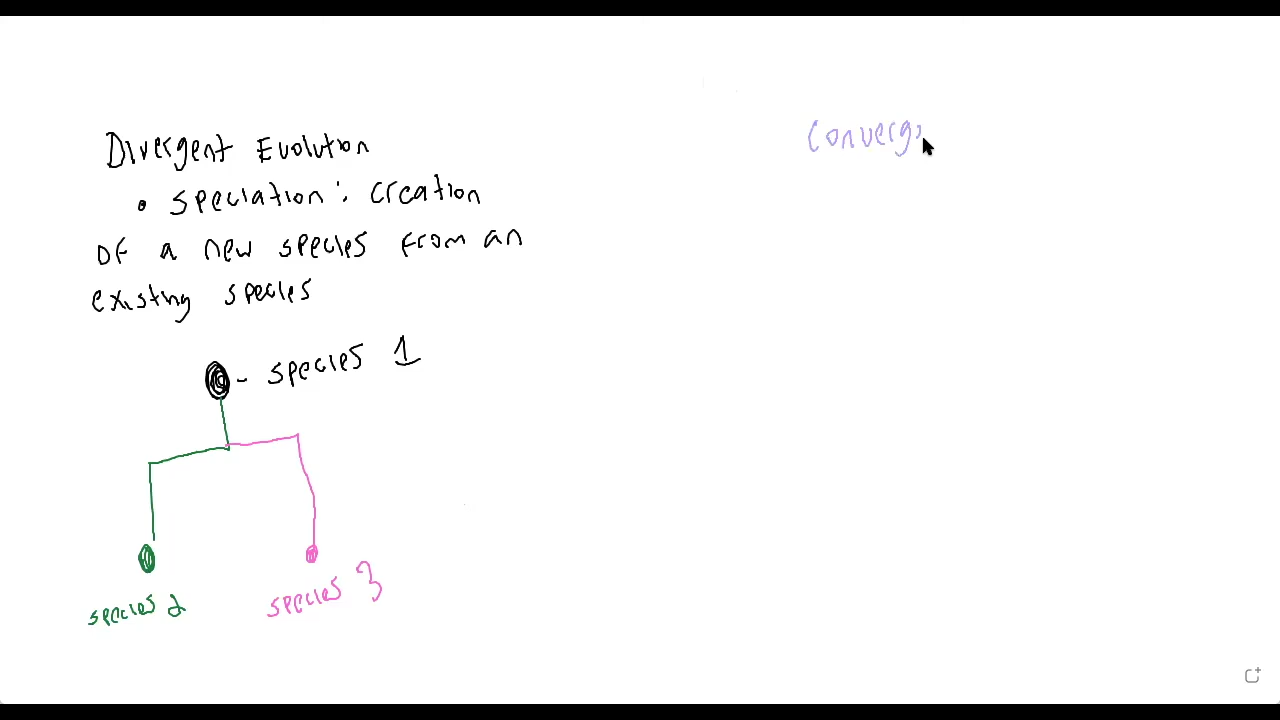 Divergent Evolution
• speciation: creation
of a new species from an
existing species
- species 1
species 2
species 3
Converg